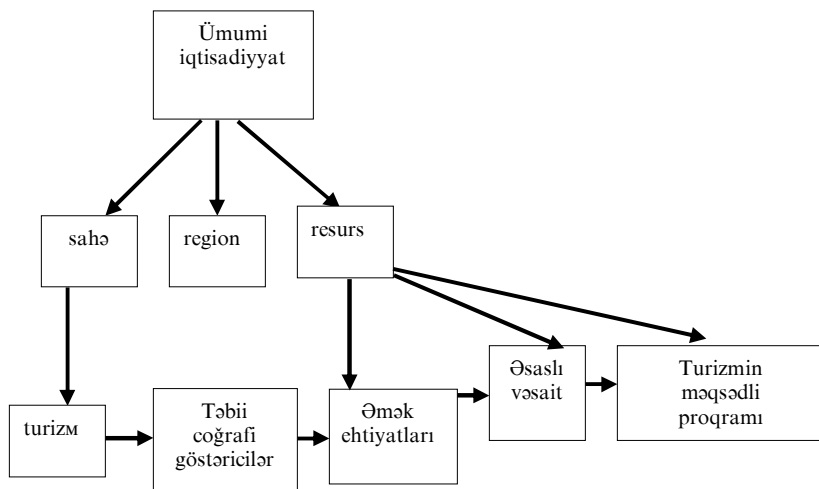 Ümumi
iqtisadiyyat
sahə
region
resurs
turizм
Təbii
coğrafi
göstəricilər
Əmək
ehtiyatları
Əsaslı
vəsait
Turizmin
məqsədli
proqramı